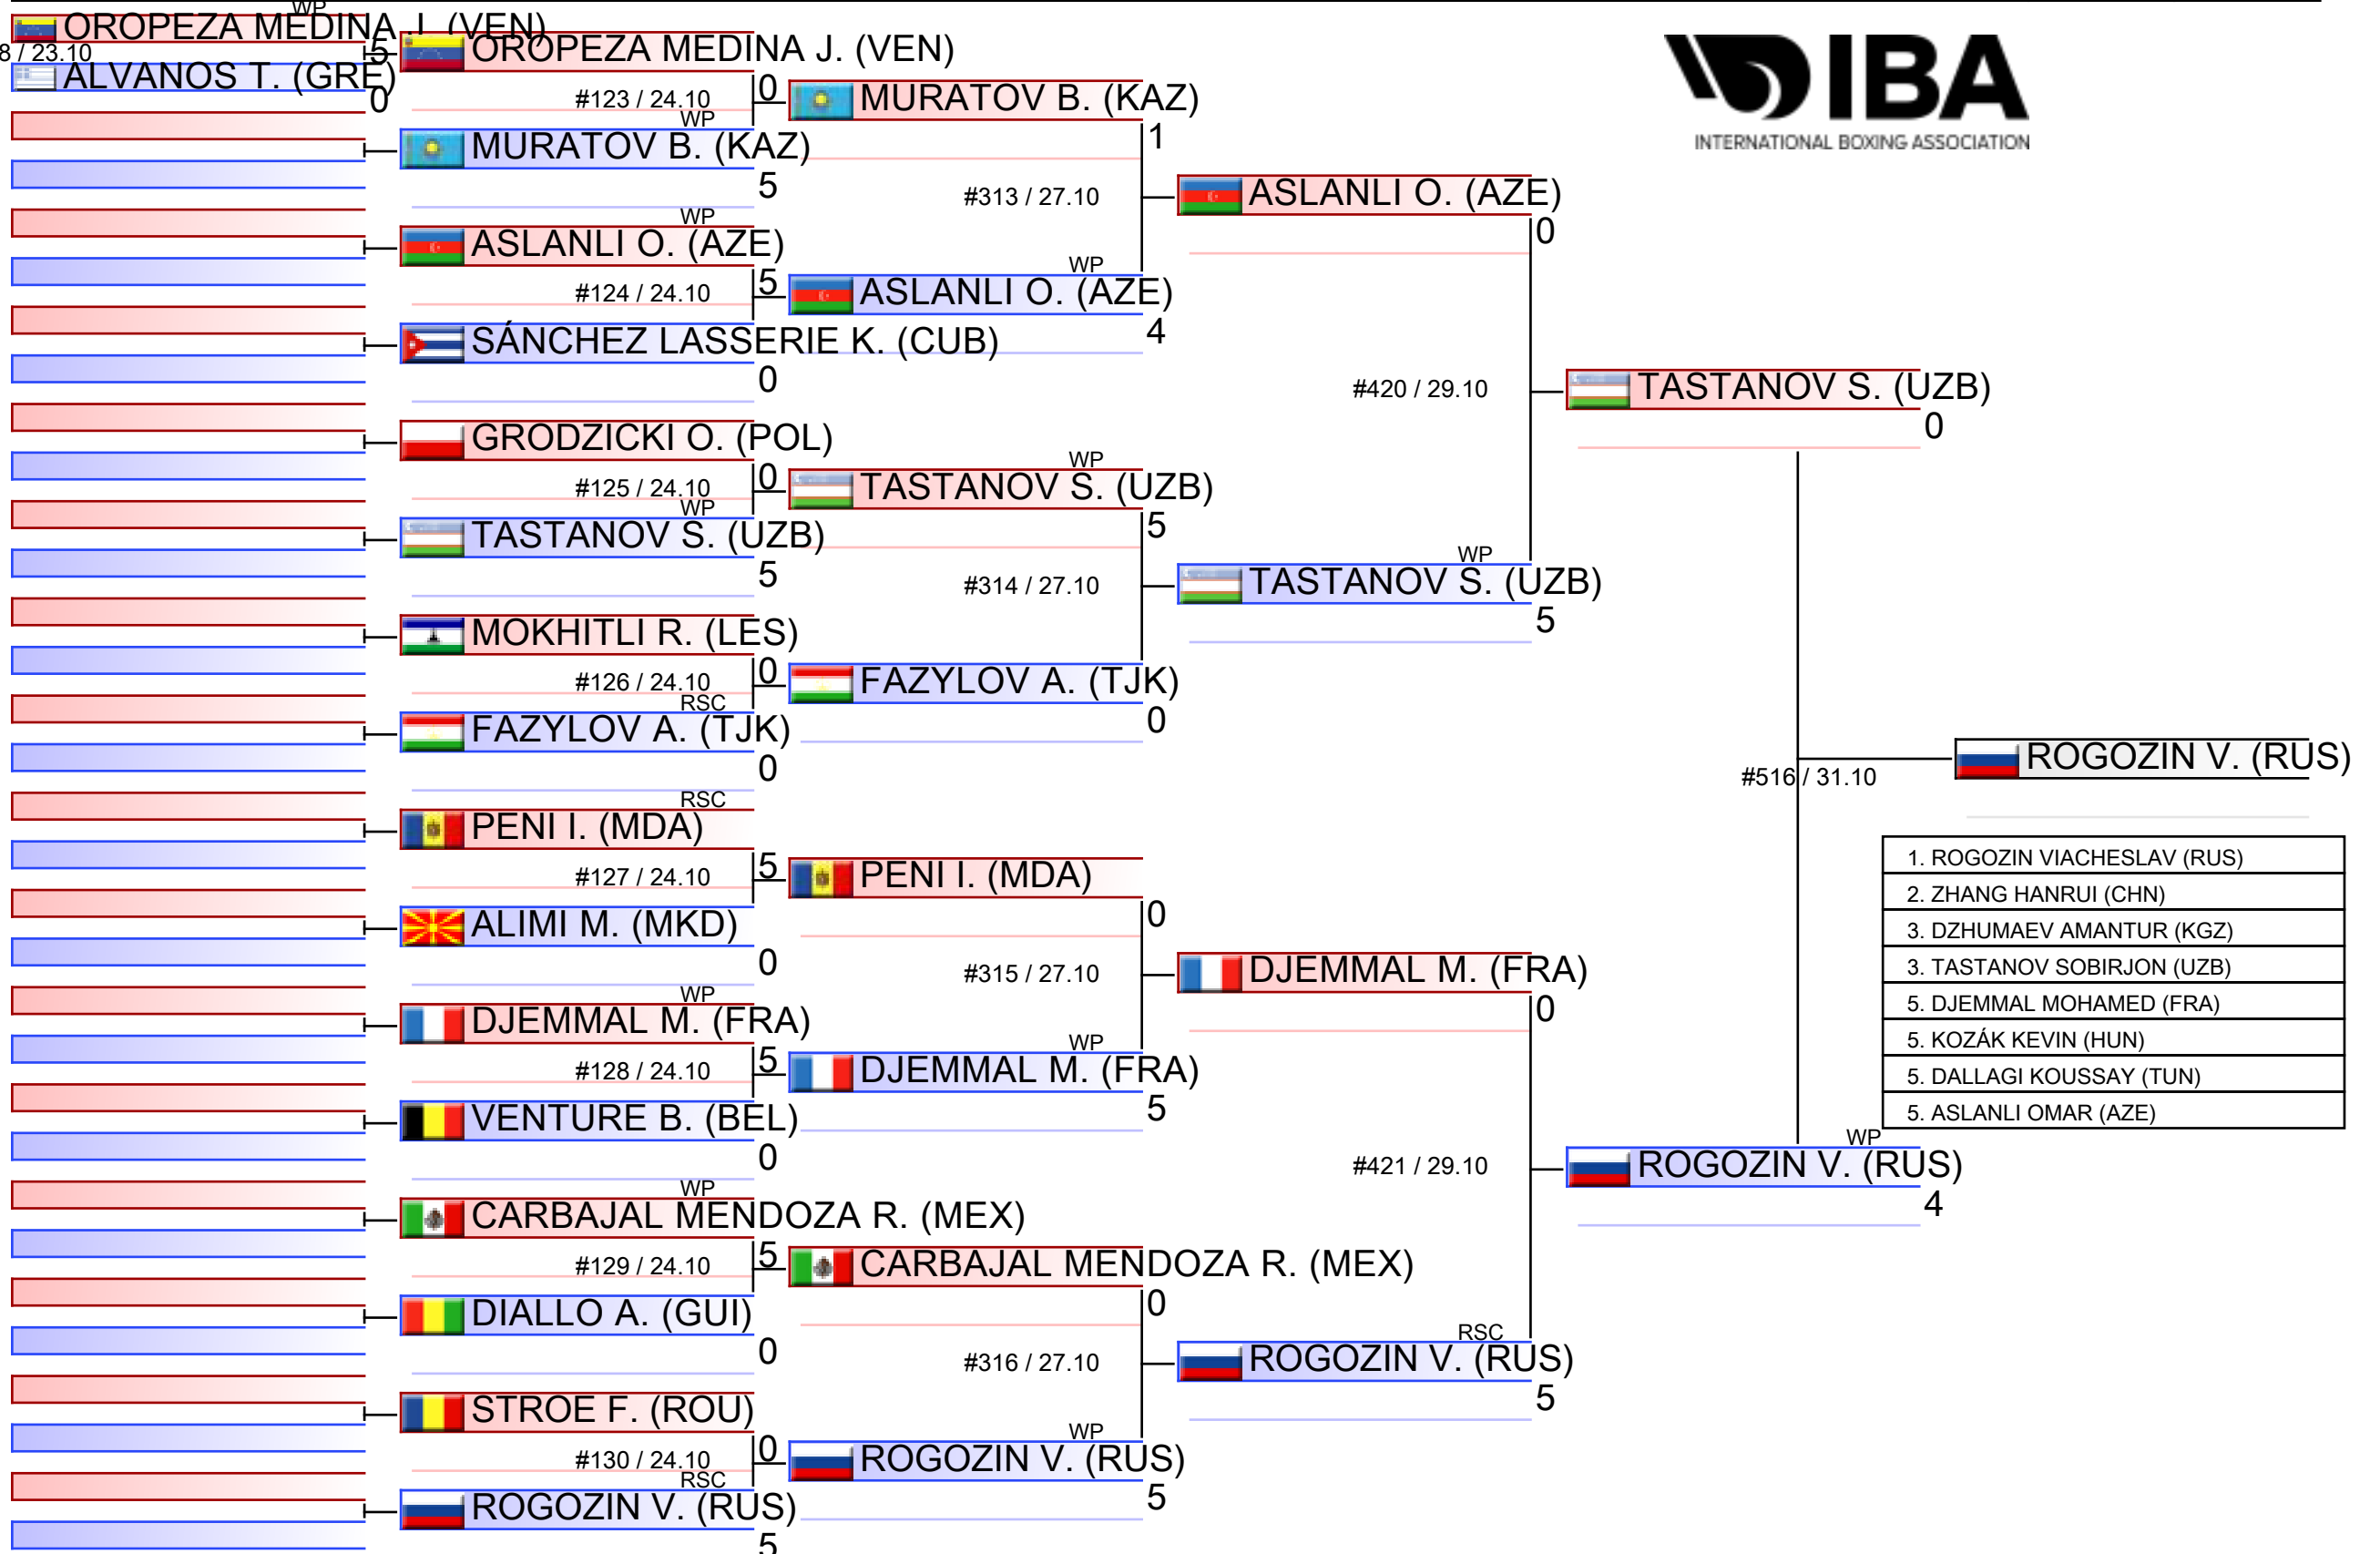 WP
OROPEZA MEDINA J. (VEN)
8 / 23.10
5
ALVANOS T. (GRE)
0
OROPEZA MEDINA J. (VEN)
0
#123 / 24.10
WP
MURATOV B. (KAZ)
5
WP
ASLANLI O. (AZE)
5
#124 / 24.10
SÁNCHEZ LASSERIE K. (CUB)
0
GRODZICKI O. (POL)
0
#125 / 24.10
WP
TASTANOV S. (UZB)
5
MOKHITLI R. (LES)
0
#126 / 24.10
RSC
FAZYLOV A. (TJK)
0
RSC
PENI I. (MDA)
5
#127 / 24.10
ALIMI M. (MKD)
0
WP
DJEMMAL M. (FRA)
5
#128 / 24.10
VENTURE B. (BEL)
0
WP
CARBAJAL MENDOZA R. (MEX)
5
#129 / 24.10
DIALLO A. (GUI)
0
STROE F. (ROU)
0
#130 / 24.10
RSC
ROGOZIN V. (RUS)
5
MURATOV B. (KAZ)
1
#313 / 27.10
WP
ASLANLI O. (AZE)
4
WP
TASTANOV S. (UZB)
5
#314 / 27.10
FAZYLOV A. (TJK)
0
PENI I. (MDA)
0
#315 / 27.10
WP
DJEMMAL M. (FRA)
5
CARBAJAL MENDOZA R. (MEX)
0
#316 / 27.10
WP
ROGOZIN V. (RUS)
5
ASLANLI O. (AZE)
0
#420 / 29.10
WP
TASTANOV S. (UZB)
5
DJEMMAL M. (FRA)
0
#421 / 29.10
RSC
ROGOZIN V. (RUS)
5
TASTANOV S. (UZB)
0
#516 / 31.10
WP
ROGOZIN V. (RUS)
4
ROGOZIN V. (RUS)
IBA
INTERNATIONAL BOXING ASSOCIATION
1. ROGOZIN VIACHESLAV (RUS)
2. ZHANG HANRUI (CHN)
3. DZHUMAEV AMANTUR (KGZ)
3. TASTANOV SOBIRJON (UZB)
5. DJEMMAL MOHAMED (FRA)
5. KOZÁK KEVIN (HUN)
5. DALLAGI KOUSSAY (TUN)
5. ASLANLI OMAR (AZE)